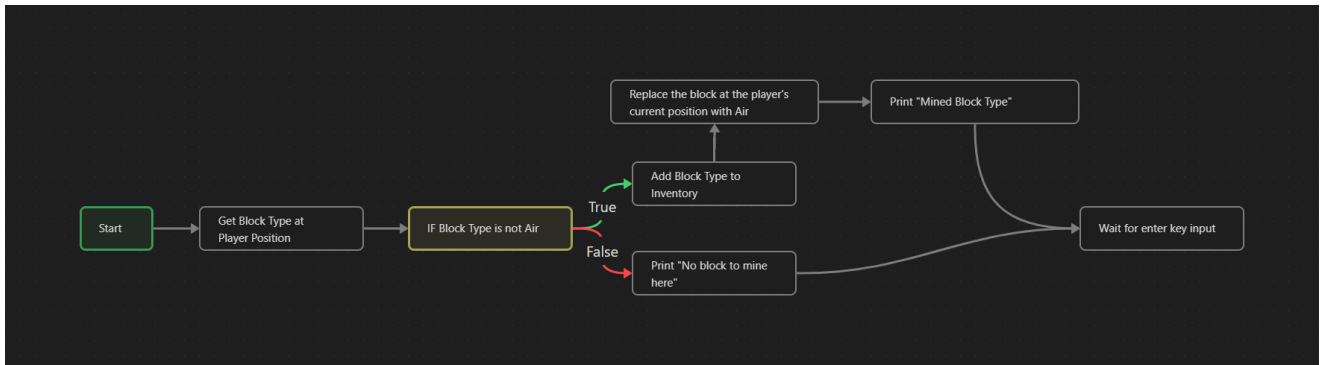 Start
Get Block Type at
Player Position
IF Block Type is not Air
True
False
Add Block Type to
Inventory
Replace the block at the player's
current position with Air
Print "Mined Block Type"
Print "No block to mine
here"
Wait for enter key input